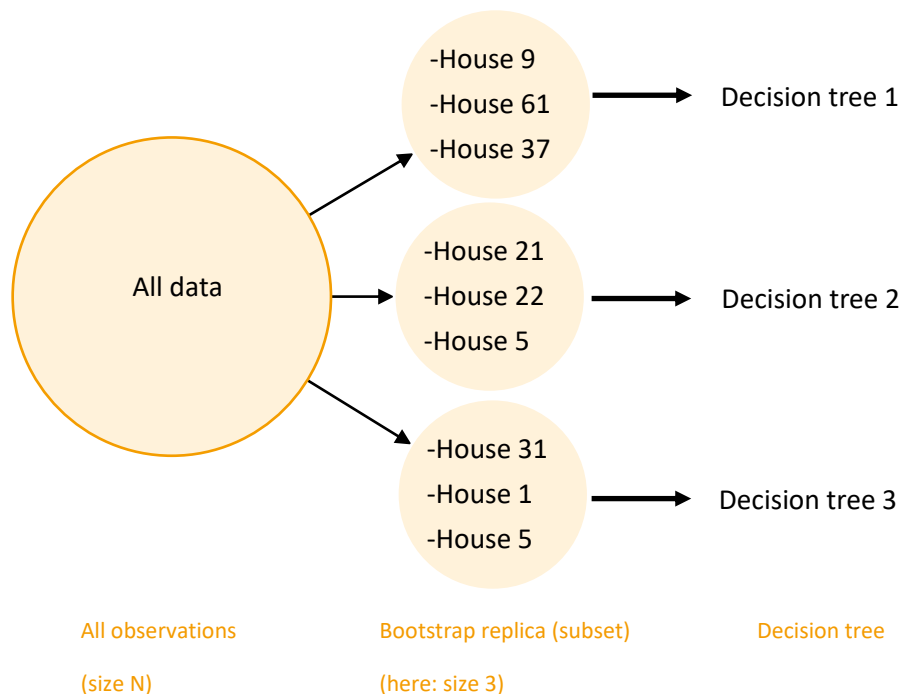 All data
-House 9
-House 61
-House 37
Decision tree 1
-House 21
-House 22
-House 5
Decision tree 2
-House 31
-House 1
-House 5
Decision tree 3
All observations
(size N)
Bootstrap replica (subset)
(here: size 3)
Decision tree